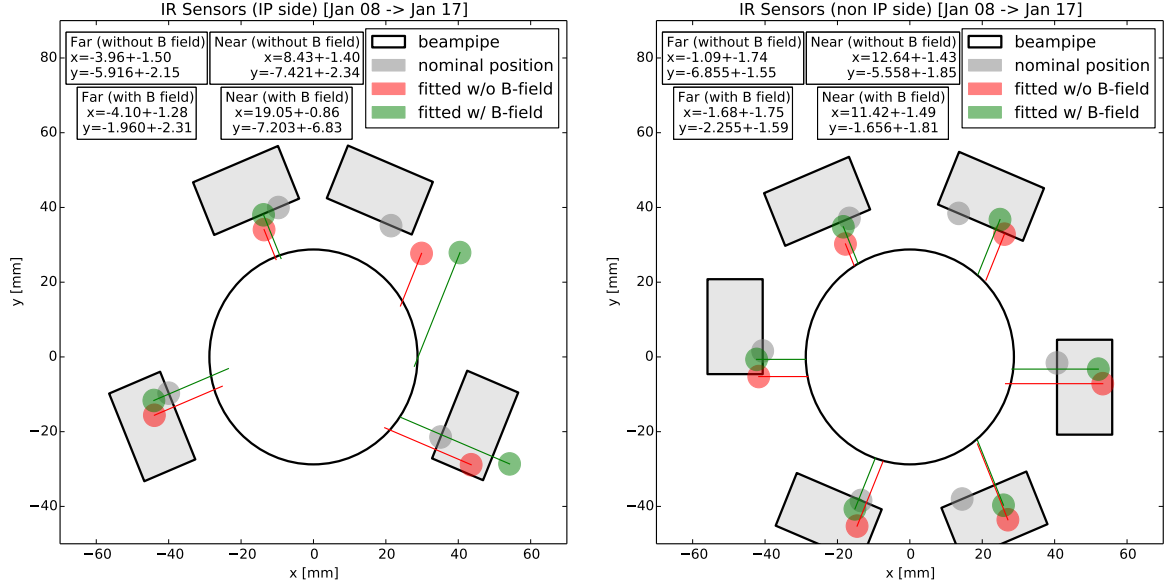 IR Sensors (IP side) [Jan 08 -> Jan 17]
Far (without B field)
x=-3.96+-1.50
y=-5.916+-2.15
Near (without B field)
x=8.43+-1.40
y=-7.421+-2.34
Far (with B field)
x=-4.10+-1.28
y=-1.960+-2.31
Near (with B field)
x=19.05+-0.86
y=-7.203+-6.83
beampipe
nominal position
fitted w/o B-field
fitted w/ B-field
80
60
40
20
0
−20
−40
y [mm]
−60
−40
−20
0
20
40
60
x [mm]
IR Sensors (non IP side) [Jan 08 -> Jan 17]
Far (without B field)
x=-1.09+-1.74
y=-6.855+-1.55
Near (without B field)
x=12.64+-1.43
y=-5.558+-1.85
Far (with B field)
x=-1.68+-1.75
y=-2.255+-1.59
Near (with B field)
x=11.42+-1.49
y=-1.656+-1.81
beampipe
nominal position
fitted w/o B-field
fitted w/ B-field
80
60
40
20
0
−20
−40
y [mm]
−60
−40
−20
0
20
40
60
x [mm]